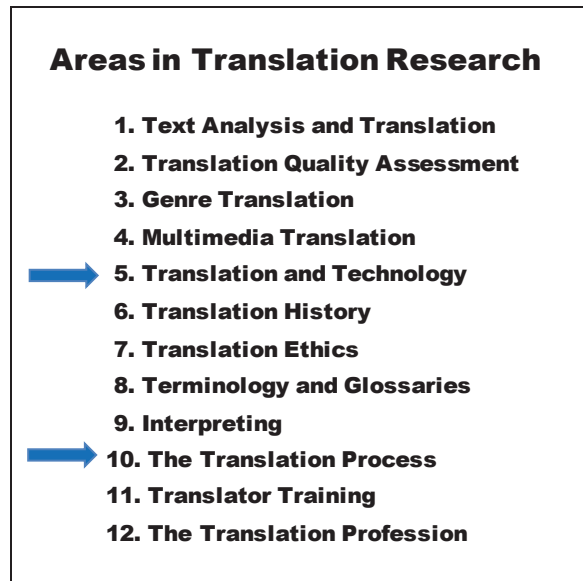 Areas in Translation Research
1. Text Analysis and Translation
2. Translation Quality Assessment
3. Genre Translation
4. Multimedia Translation
5. Translation and Technology
6. Translation History
7. Translation Ethics
8. Terminology and Glossaries
9. Interpreting
10. The Translation Process
11. Translator Training
12. The Translation Profession